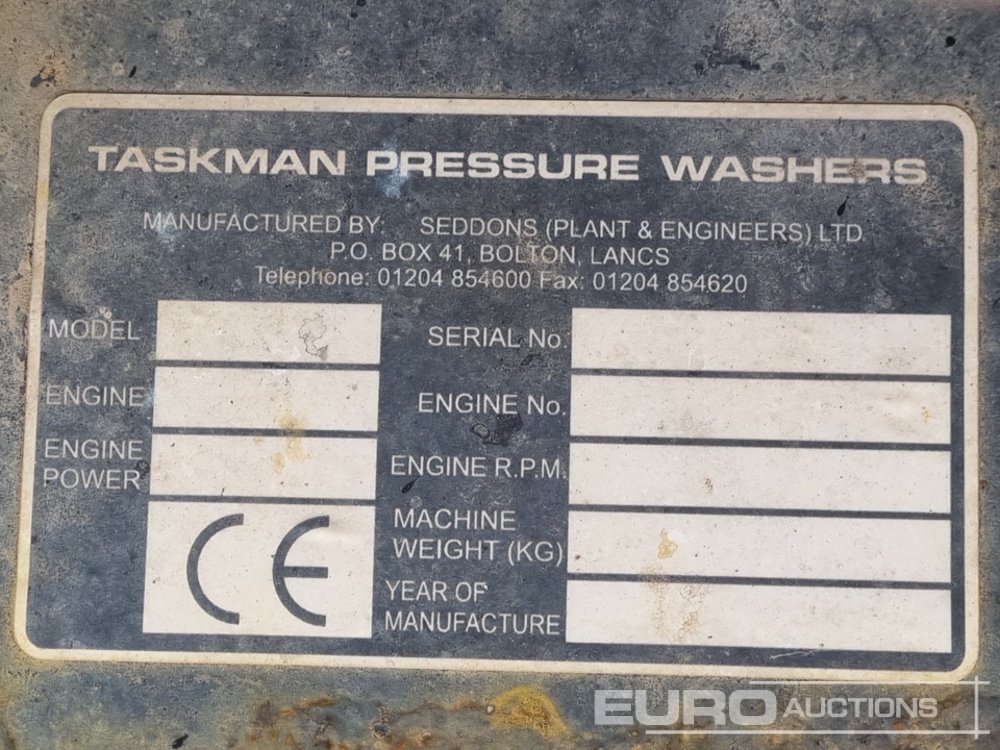 TASKMAN PRESSURE WASHERS
MANUFACTURED BY: SEDDONS (PLANT & ENGINEERS) LTD
P.O. BOX 41, BOLTON, LANCS
Telephone: 01204 854600 Fax: 01204 854620
MODEL
SERIAL No.
ENGINE
ENGINE No.
ENGINE
POWER
ENGINE R.P.M.
CE
MACHINE
WEIGHT (KG)
YEAR OF
MANUFACTURE
EURO AUCTIONS